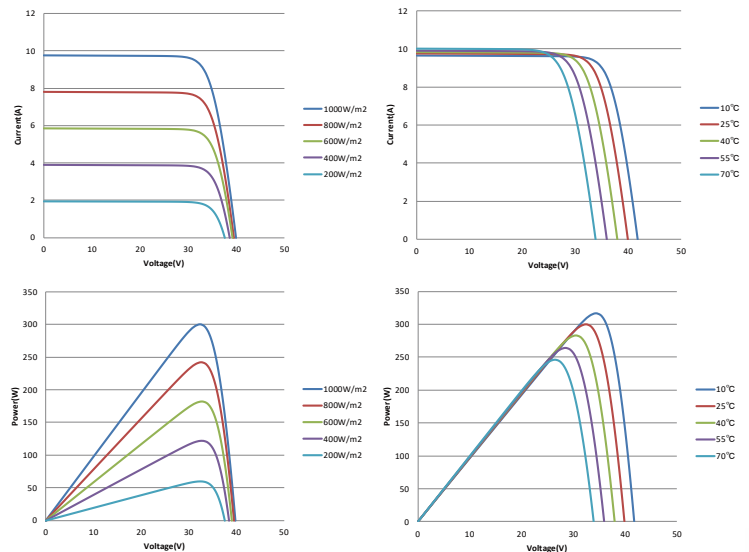 12
10
8
6
4
2
0
0 10 20 30 40 50
Current(A)
Voltage(V)
1000W/m2
800W/m2
600W/m2
400W/m2
200W/m2
12
10
8
6
4
2
0
0 10 20 30 40 50
Current(A)
Voltage(V)
10℃
25℃
40℃
55℃
70℃
350
300
250
200
150
100
50
0
0 10 20 30 40 50
Power(W)
Voltage(V)
1000W/m2
800W/m2
600W/m2
400W/m2
200W/m2
350
300
250
200
150
100
50
0
0 10 20 30 40 50
Power(W)
Voltage(V)
10℃
25℃
40℃
55℃
70℃